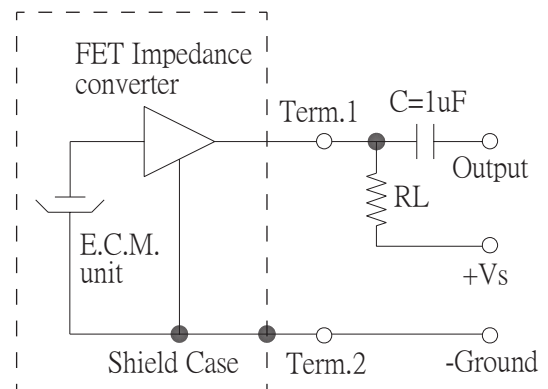 FET Impedance
converter
Term.1
C=1uF
Output
RL
E.C.M.
unit
+Vs
Shield Case
Term.2
-Ground